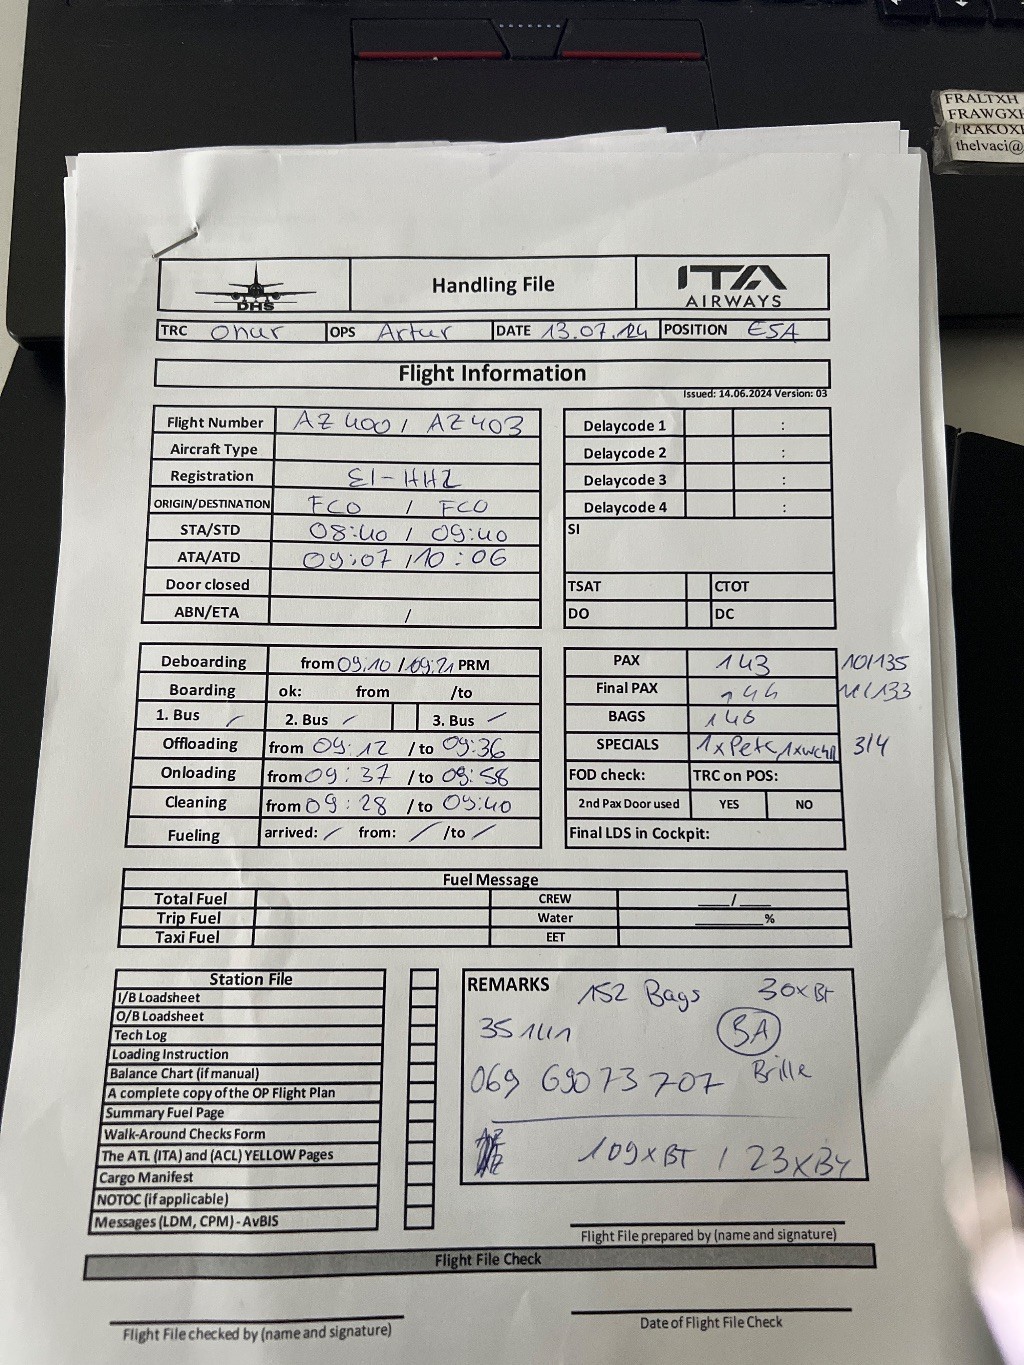 FRALTXH
FRAWGXH
FRAKOXH
thelvaci@
DHS
Handling File
ITA
AIRWAYS
TRC Onur OPS Artur DATE 13.07.24 POSITION E5A
Flight Information
Issued: 14.06.2024 Version: 03
Flight Number AZ400 / AZ403
Aircraft Type
Registration EI-HHZ
ORIGIN/DESTINATION FCO / FCO
STA/STD 08:40 / 09:40
ATA/ATD 09:07 / 10:06
Door closed
ABN/ETA /
Delaycode 1 :
Delaycode 2 :
Delaycode 3 :
Delaycode 4 :
SI
TSAT CTOT
DO DC
Deboarding from 09:10 / 09:21 PRM
Boarding ok: from /to
1. Bus / 2. Bus / 3. Bus /
Offloading from 09:12 /to 09:36
Onloading from 09:37 /to 09:58
Cleaning from 09:28 /to 09:40
Fueling arrived: / from: / /to /
PAX 143 10/135
Final PAX 144 11/133
BAGS 146
SPECIALS 1xPetc, 1xwchr 3/4
FOD check: TRC on POS:
2nd Pax Door used YES NO
Final LDS in Cockpit:
Fuel Message
Total Fuel CREW ____/____
Trip Fuel Water ________%
Taxi Fuel EET
Station File
I/B Loadsheet
O/B Loadsheet
Tech Log
Loading Instruction
Balance Chart (if manual)
A complete copy of the OP Flight Plan
Summary Fuel Page
Walk-Around Checks Form
The ATL (ITA) and (ACL) YELLOW Pages
Cargo Manifest
NOTOC (if applicable)
Messages (LDM, CPM) - AvBIS
REMARKS 152 Bags 30xBT
5A
069 69073707 Brille
109xBT / 23xBY
Flight File prepared by (name and signature)
Flight File Check
Flight File checked by (name and signature)
Date of Flight File Check